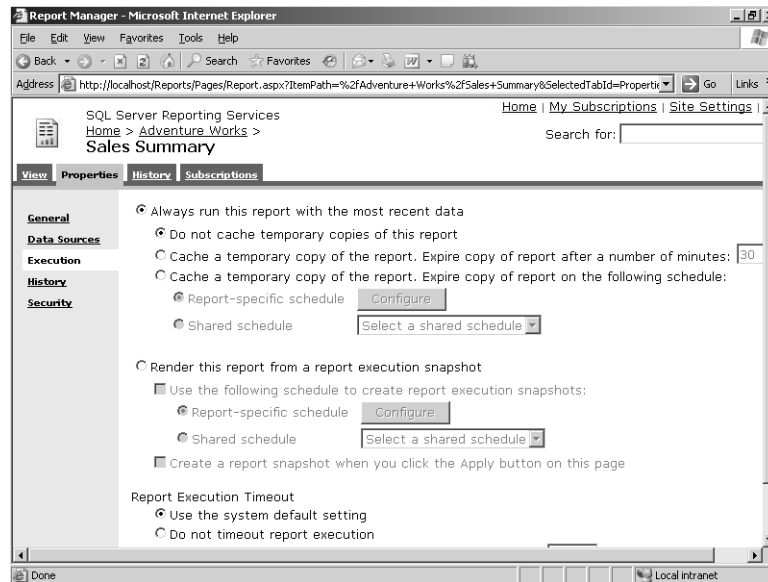 Report Manager - Microsoft Internet Explorer
File Edit View Favorites Tools Help
Back Search Favorites
Address http://localhost/Reports/Pages/Report.aspx?ItemPath=%2fAdventure+Works%2fSales+Summary&SelectedTabId=Properti Go Links
SQL Server Reporting Services
Home | My Subscriptions | Site Settings |
Home > Adventure Works >
Search for:
Sales Summary
View Properties History Subscriptions
General
Data Sources
Execution
History
Security
Always run this report with the most recent data
Do not cache temporary copies of this report
Cache a temporary copy of the report. Expire copy of report after a number of minutes: 30
Cache a temporary copy of the report. Expire copy of report on the following schedule:
Report-specific schedule Configure
Shared schedule Select a shared schedule
Render this report from a report execution snapshot
Use the following schedule to create report execution snapshots:
Report-specific schedule Configure
Shared schedule Select a shared schedule
Create a report snapshot when you click the Apply button on this page
Report Execution Timeout
Use the system default setting
Do not timeout report execution
Done Local intranet